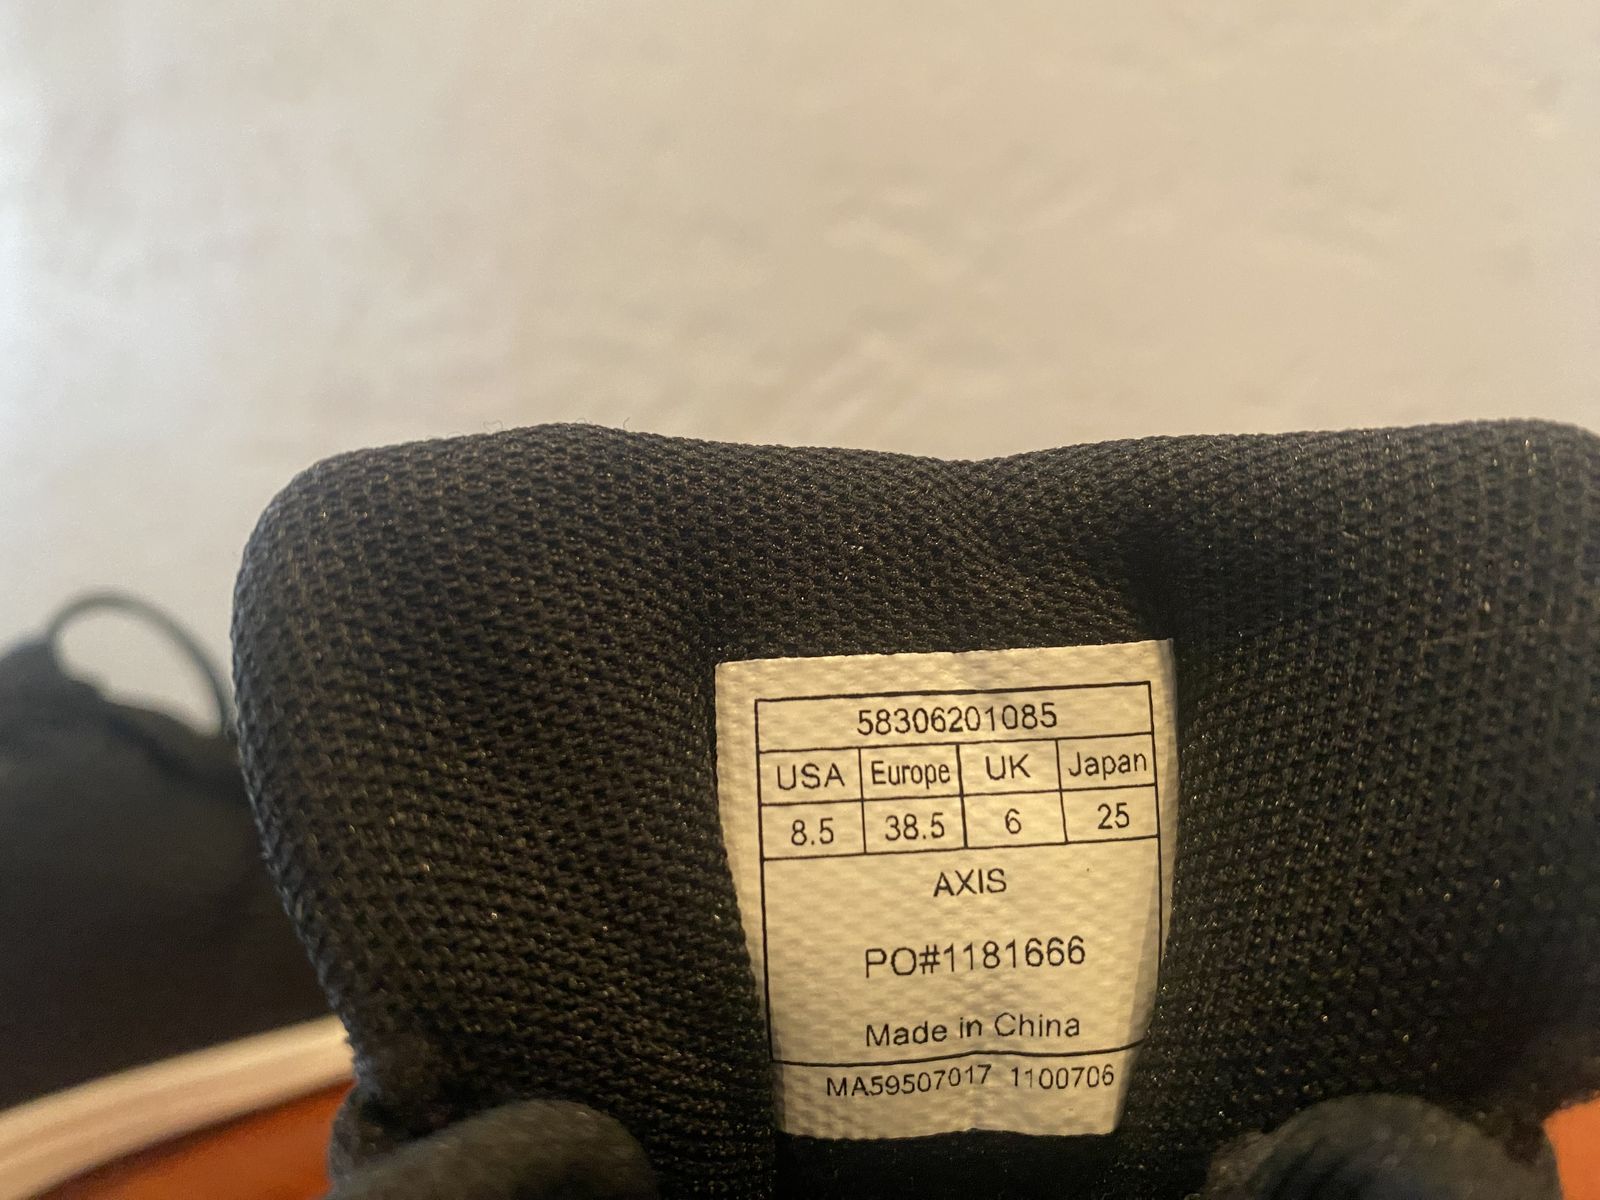 58306201085
USA Europe UK Japan
8.5 38.5 6 25
AXIS
PO#1181666
Made in China
MA59507017 1100706